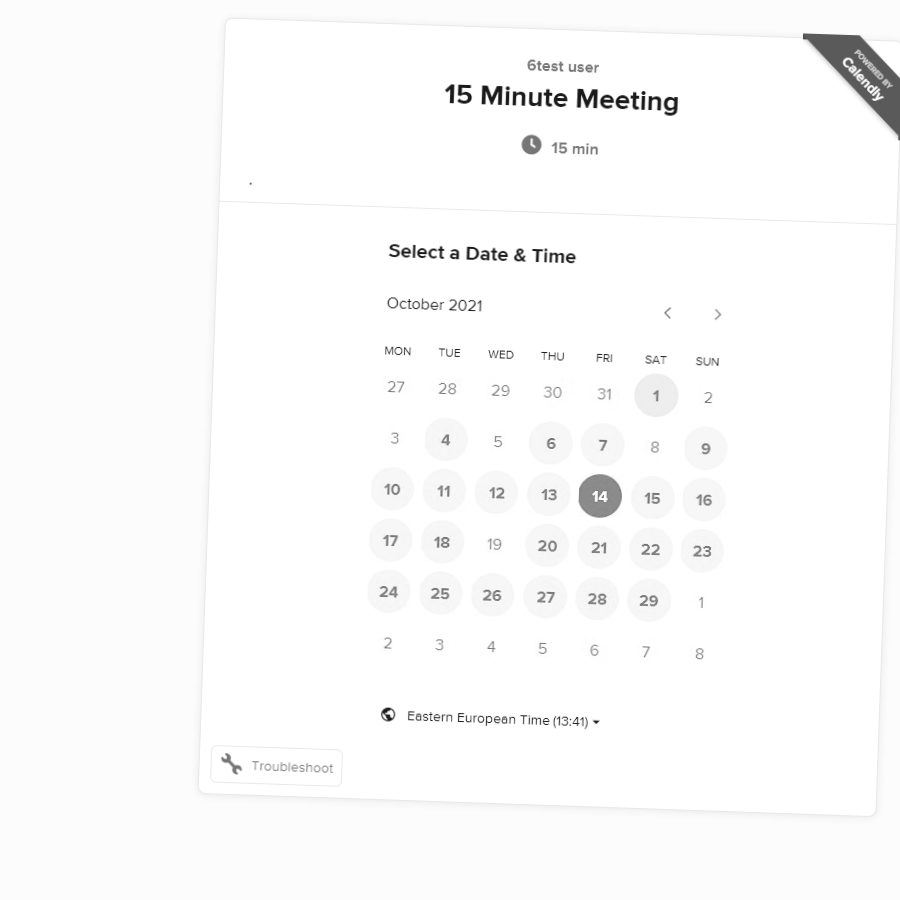 6test user
15 Minute Meeting
15 min
POWERED BY
Calendly
.
Select a Date & Time
October 2021
MON TUE WED THU FRI SAT SUN
27 28 29 30 31 1 2
3 4 5 6 7 8 9
10 11 12 13 14 15 16
17 18 19 20 21 22 23
24 25 26 27 28 29 1
2 3 4 5 6 7 8
Eastern European Time (13:41)
Troubleshoot